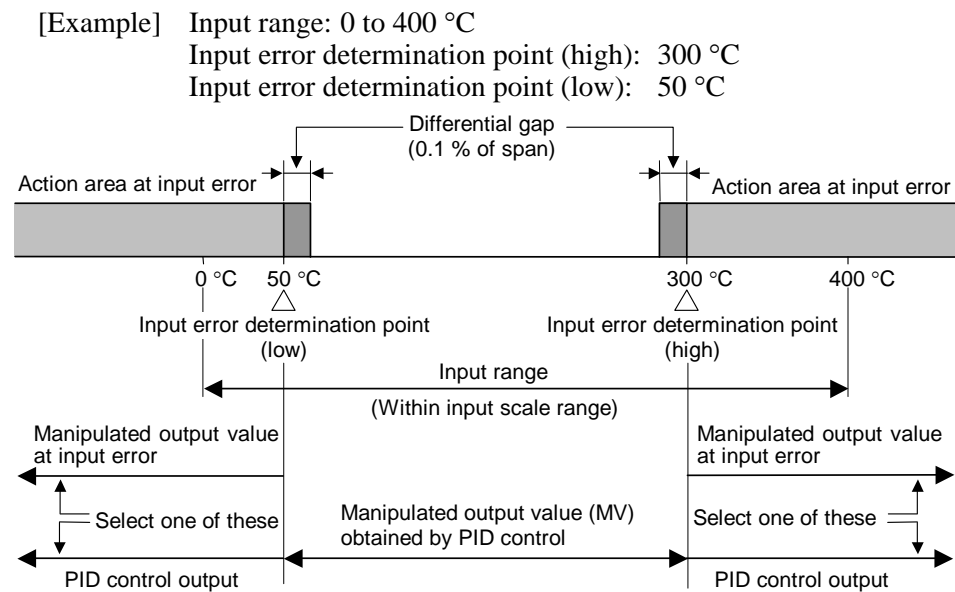 [Example] Input range: 0 to 400 °C
Input error determination point (high): 300 °C
Input error determination point (low): 50 °C
Differential gap
(0.1 % of span)
Action area at input error
Action area at input error
0 °C 50 °C 300 °C 400 °C
Input error determination point
(low)
Input error determination point
(high)
Input range
(Within input scale range)
Manipulated output value
at input error
Manipulated output value
at input error
Select one of these
Manipulated output value (MV)
obtained by PID control
Select one of these
PID control output
PID control output